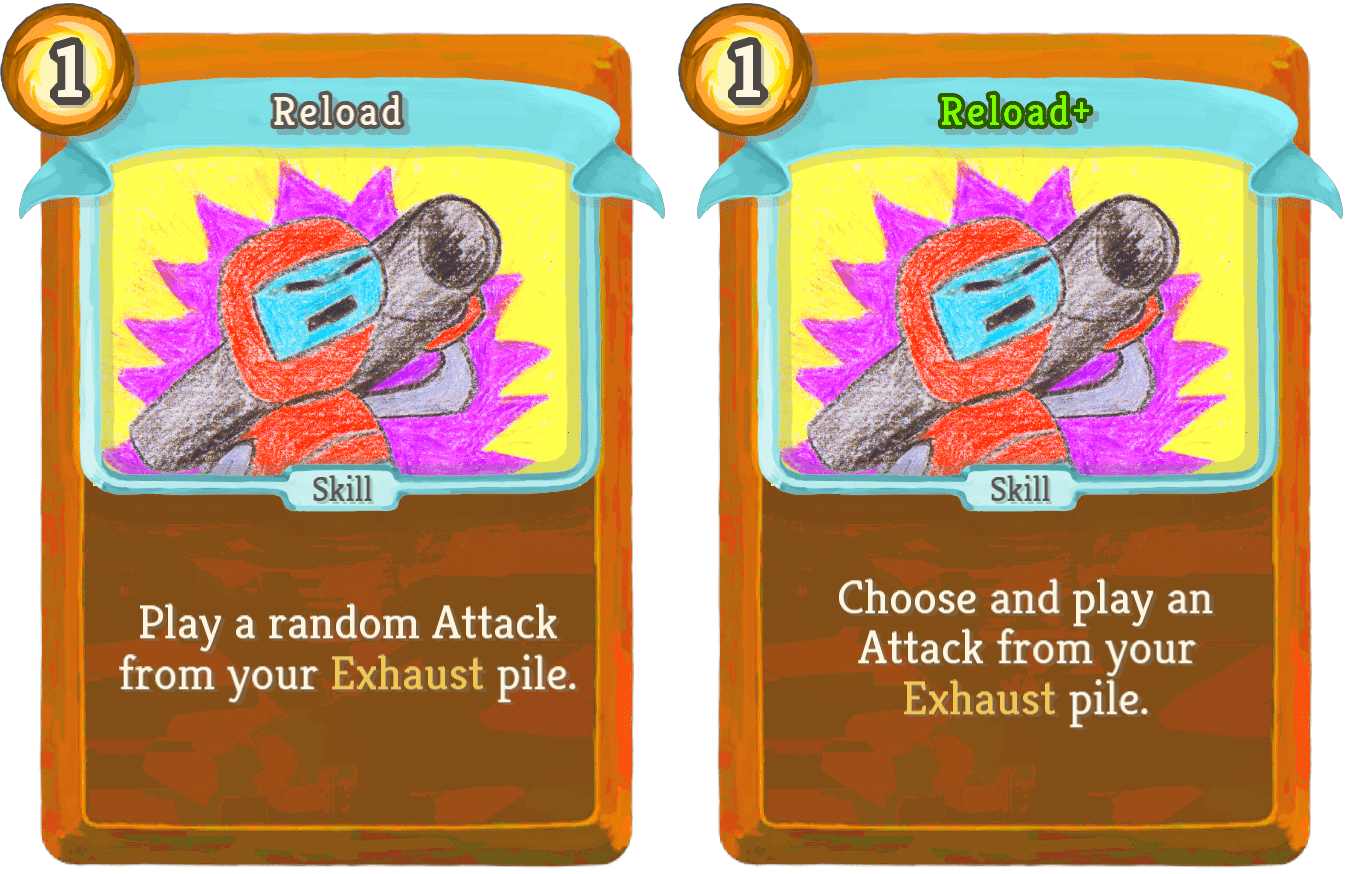 1
Reload
Skill
Play a random Attack
from your Exhaust pile.
1
Reload+
Skill
Choose and play an
Attack from your
Exhaust pile.